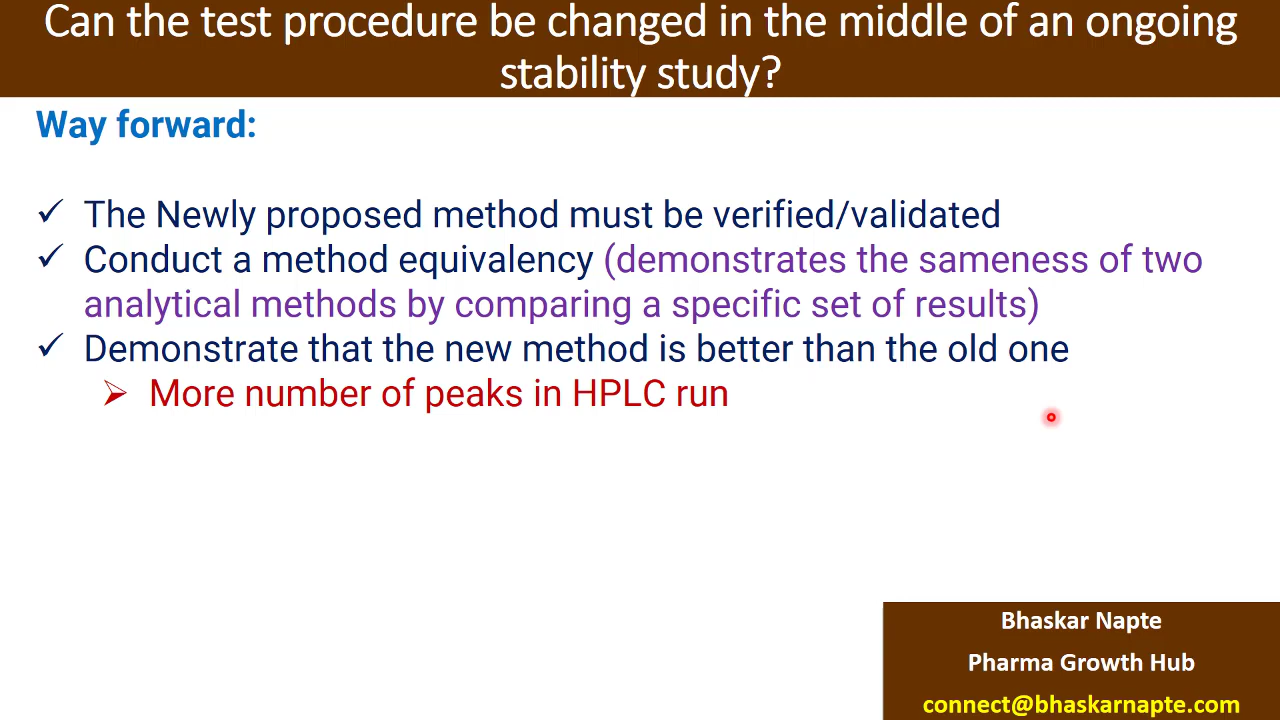 Can the test procedure be changed in the middle of an ongoing
stability study?
Way forward:
✓ The Newly proposed method must be verified/validated
✓ Conduct a method equivalency (demonstrates the sameness of two
analytical methods by comparing a specific set of results)
✓ Demonstrate that the new method is better than the old one
➢ More number of peaks in HPLC run
Bhaskar Napte
Pharma Growth Hub
connect@bhaskarnapte.com